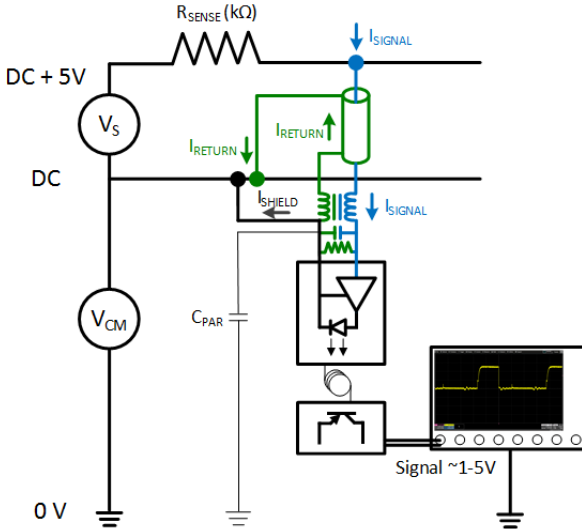 RSENSE (kΩ)
ISIGNAL
DC + 5V
VS
IRETURN
IRETURN
DC
ISHIELD
ISIGNAL
CPAR
VCM
Signal ~1-5V
0 V